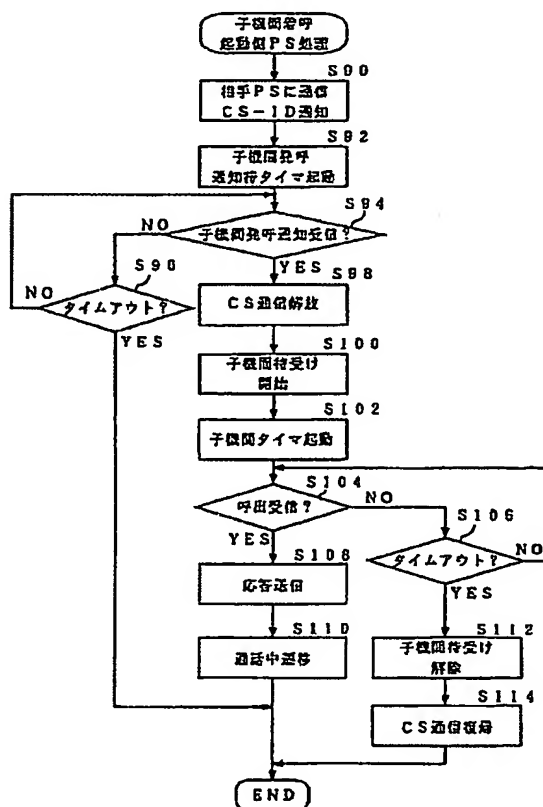 子機間着呼
起動側PS処理
S90
相手PSに通信
CS-ID通知
S92
子機間発呼
通知待タイマ起動
S94
子機間発呼通知受信?
NO
YES
S96
タイムアウト?
NO
YES
S98
CS通信解放
S100
子機間待受け
開始
S102
子機間タイマ起動
S104
呼出受信?
NO
YES
S106
タイムアウト?
NO
YES
S108
応答送信
S110
通話中遷移
S112
子機間待受け
解除
S114
CS通信復帰
END